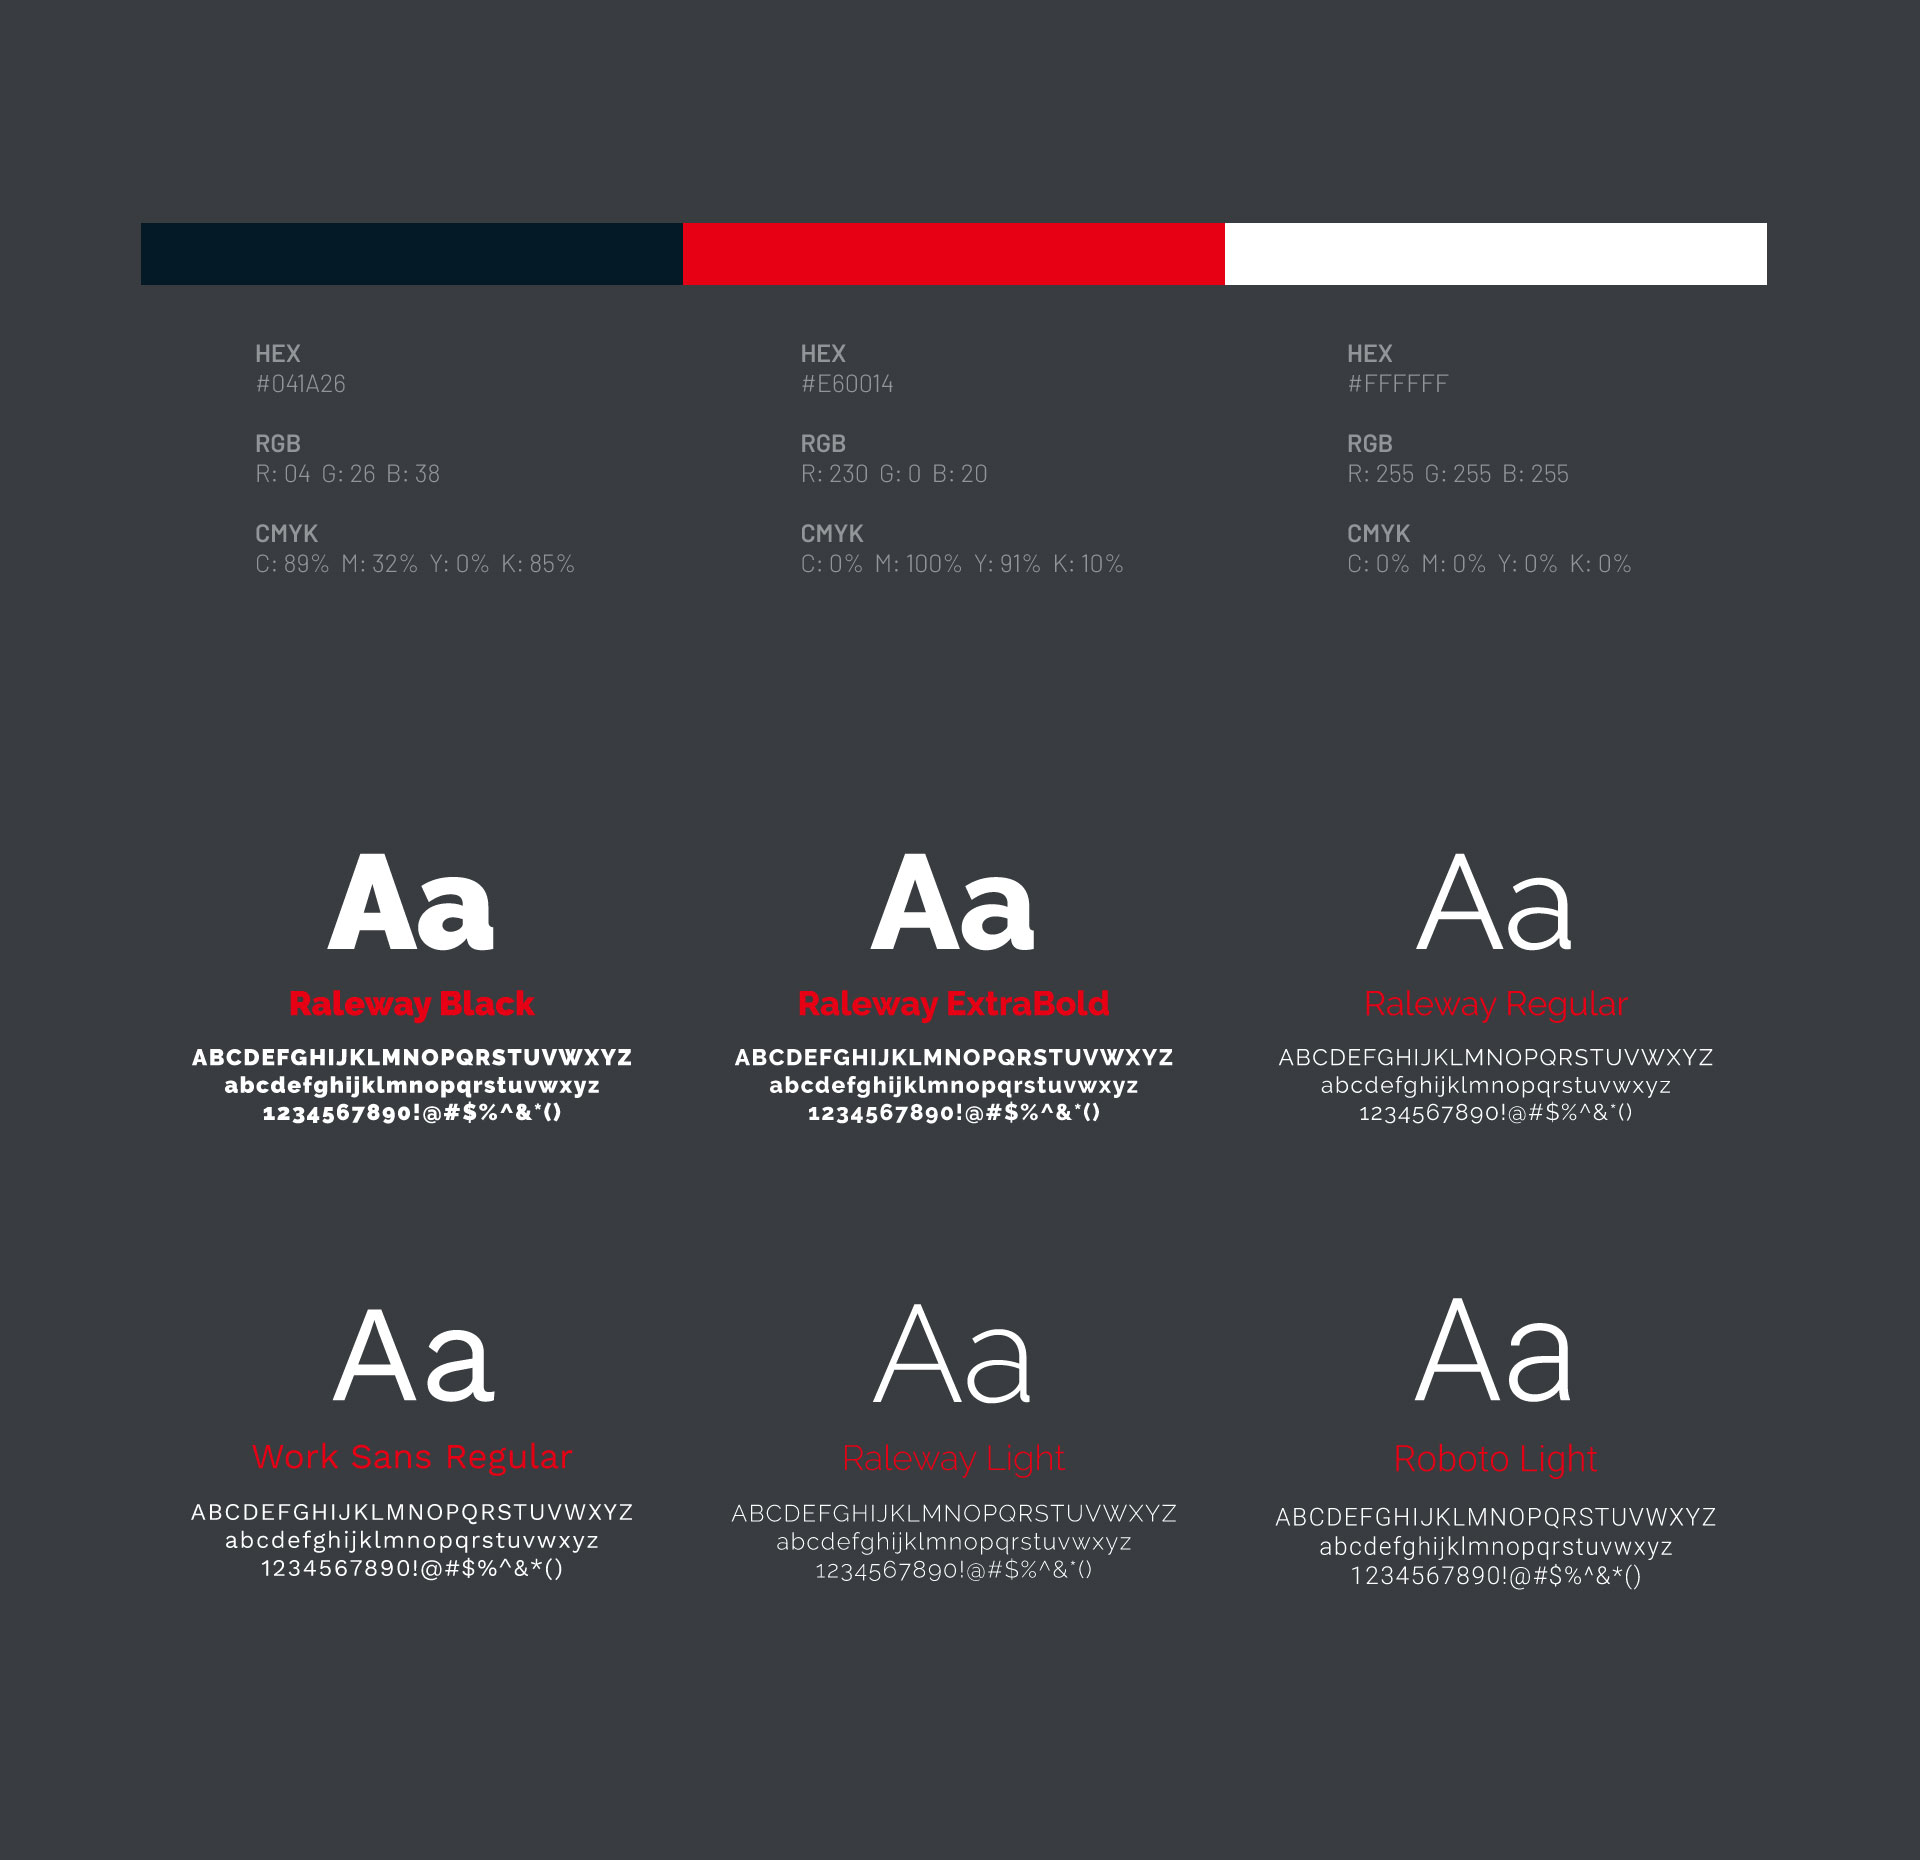 HEX
#041A26
RGB
R: 04 G: 26 B: 38
CMYK
C: 89% M: 32% Y: 0% K: 85%
HEX
#E60014
RGB
R: 230 G: 0 B: 20
CMYK
C: 0% M: 100% Y: 91% K: 10%
HEX
#FFFFFF
RGB
R: 255 G: 255 B: 255
CMYK
C: 0% M: 0% Y: 0% K: 0%
Aa
Raleway Black
ABCDEFGHIJKLMNOPQRSTUVWXYZ
abcdefghijklmnopqrstuvwxyz
1234567890!@#$%^&*()
Aa
Raleway ExtraBold
ABCDEFGHIJKLMNOPQRSTUVWXYZ
abcdefghijklmnopqrstuvwxyz
1234567890!@#$%^&*()
Aa
Raleway Regular
ABCDEFGHIJKLMNOPQRSTUVWXYZ
abcdefghijklmnopqrstuvwxyz
1234567890!@#$%^&*()
Aa
Work Sans Regular
ABCDEFGHIJKLMNOPQRSTUVWXYZ
abcdefghijklmnopqrstuvwxyz
1234567890!@#$%^&*()
Aa
Raleway Light
ABCDEFGHIJKLMNOPQRSTUVWXYZ
abcdefghijklmnopqrstuvwxyz
1234567890!@#$%^&*()
Aa
Roboto Light
ABCDEFGHIJKLMNOPQRSTUVWXYZ
abcdefghijklmnopqrstuvwxyz
1234567890!@#$%^&*()